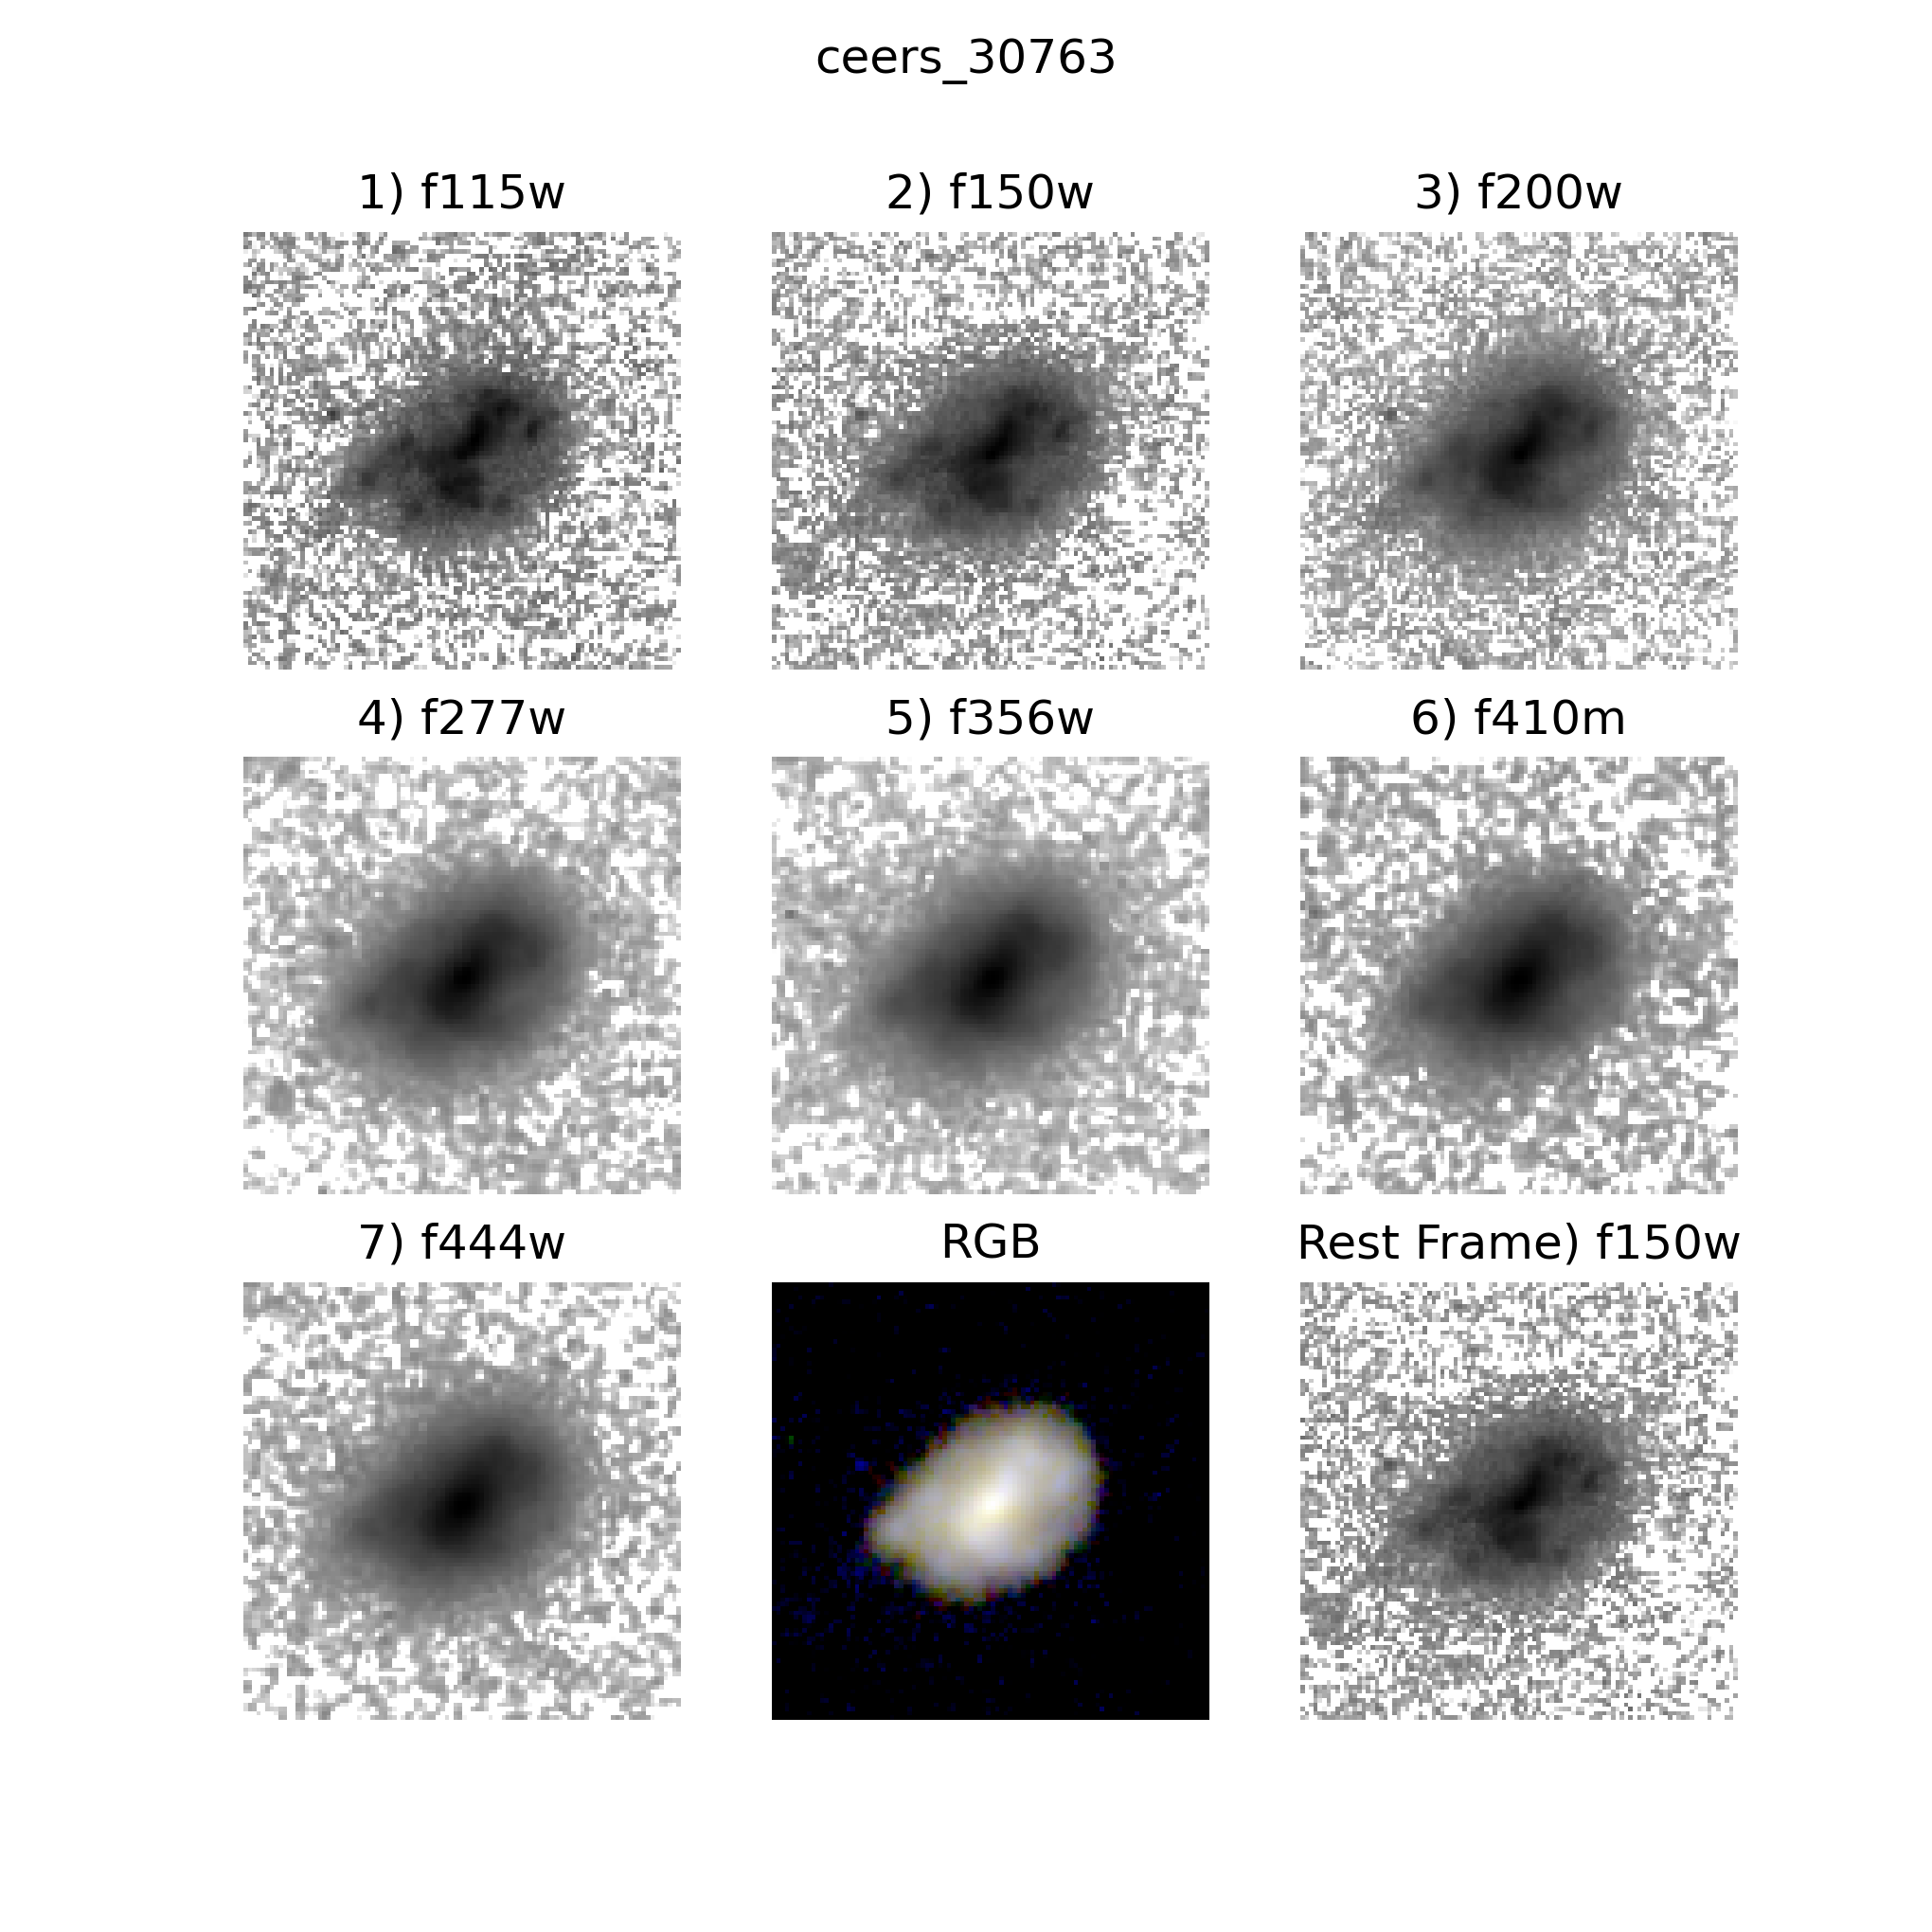 ceers_30763
1) f115w
2) f150w
3) f200w
4) f277w
5) f356w
6) f410m
7) f444w
RGB
Rest Frame) f150w